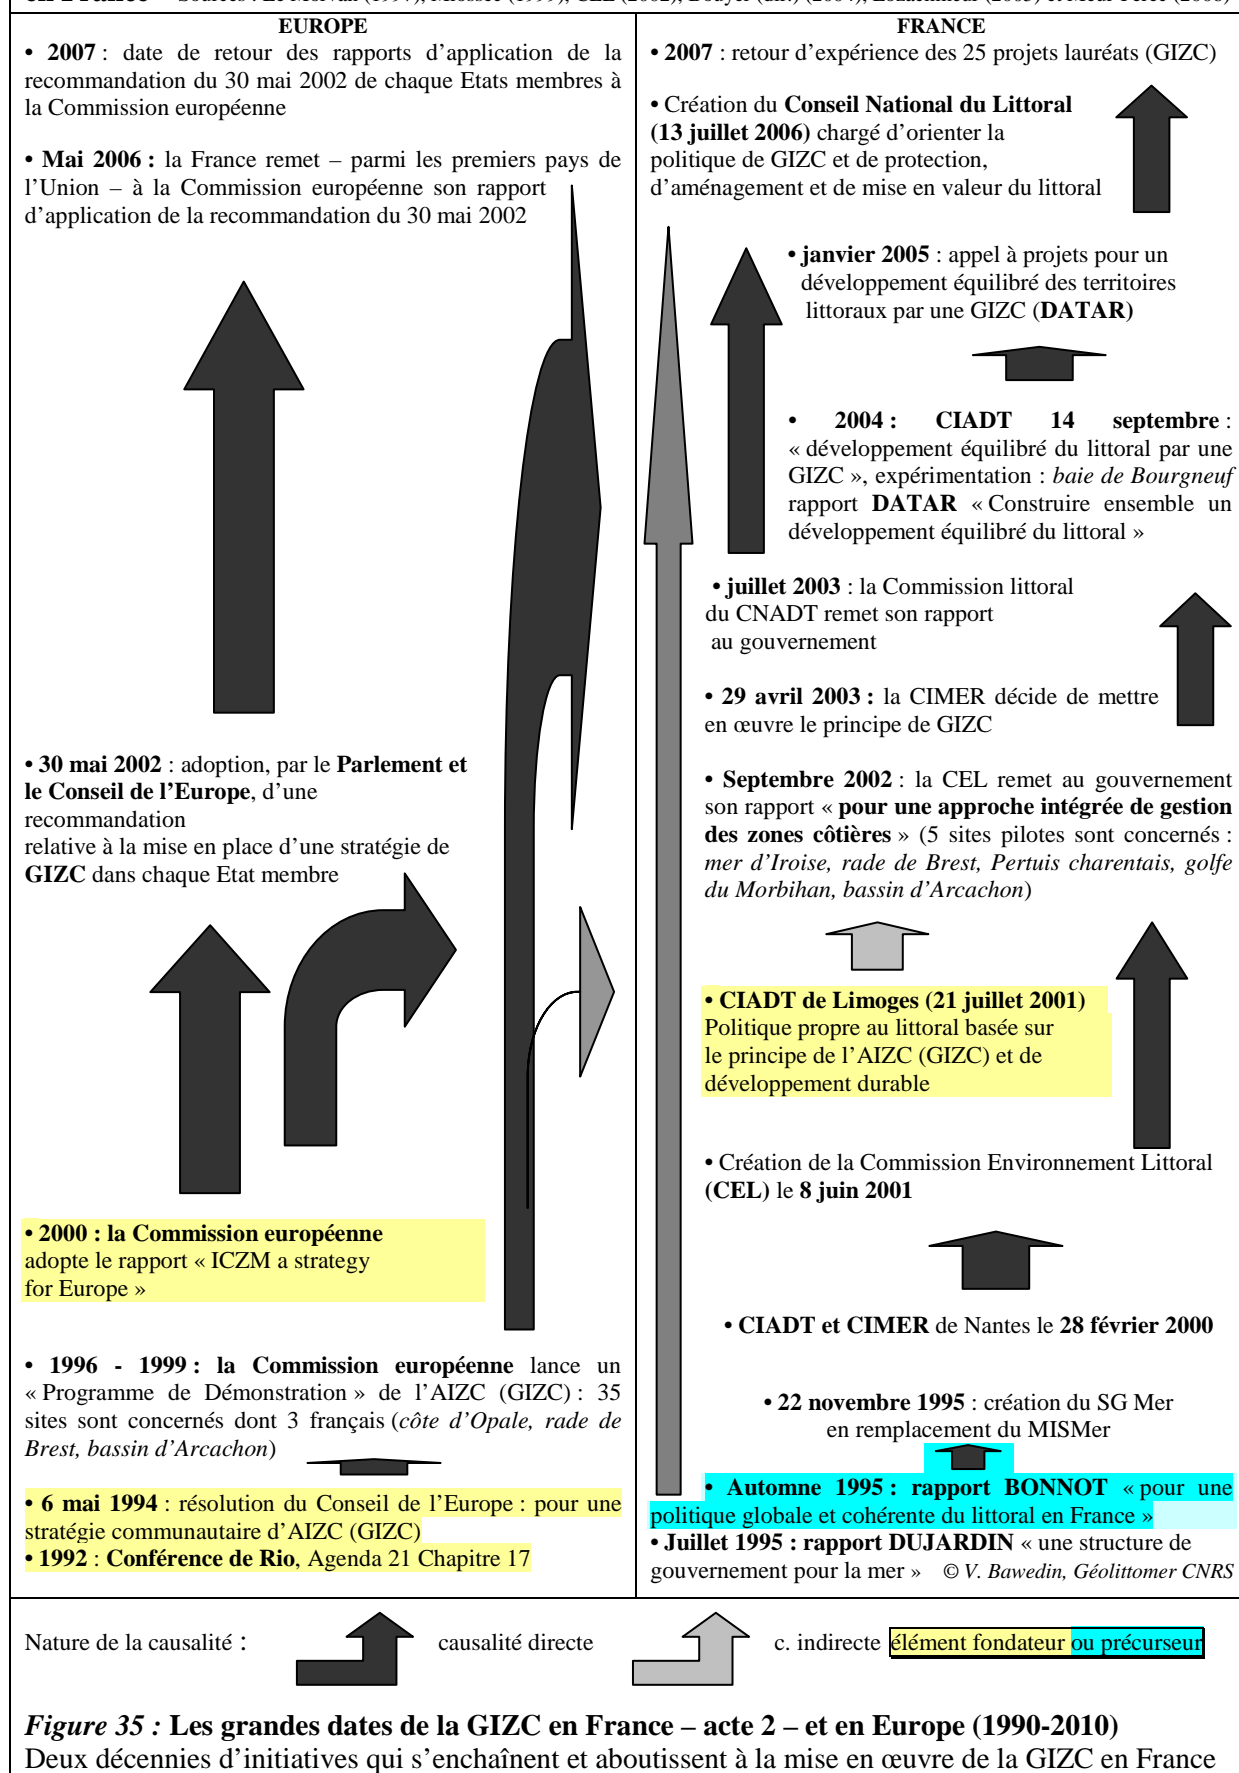 EUROPE
• 2007 : date de retour des rapports d’application de la
recommandation du 30 mai 2002 de chaque Etats membres à
la Commission européenne
• Mai 2006 : la France remet – parmi les premiers pays de
l’Union – à la Commission européenne son rapport
d’application de la recommandation du 30 mai 2002
• 30 mai 2002 : adoption, par le Parlement et
le Conseil de l’Europe, d’une
recommandation
relative à la mise en place d’une stratégie de
GIZC dans chaque Etat membre
• 2000 : la Commission européenne
adopte le rapport « ICZM a strategy
for Europe »
• 1996 - 1999 : la Commission européenne lance un
« Programme de Démonstration » de l’AIZC (GIZC) : 35
sites sont concernés dont 3 français (côte d’Opale, rade de
Brest, bassin d’Arcachon)
• 6 mai 1994 : résolution du Conseil de l’Europe : pour une
stratégie communautaire d’AIZC (GIZC)
• 1992 : Conférence de Rio, Agenda 21 Chapitre 17
FRANCE
• 2007 : retour d’expérience des 25 projets lauréats (GIZC)
• Création du Conseil National du Littoral
(13 juillet 2006) chargé d’orienter la
politique de GIZC et de protection,
d’aménagement et de mise en valeur du littoral
• janvier 2005 : appel à projets pour un
développement équilibré des territoires
littoraux par une GIZC (DATAR)
• 2004 : CIADT 14 septembre :
« développement équilibré du littoral par une
GIZC », expérimentation : baie de Bourgneuf
rapport DATAR « Construire ensemble un
développement équilibré du littoral »
• juillet 2003 : la Commission littoral
du CNADT remet son rapport
au gouvernement
• 29 avril 2003 : la CIMER décide de mettre
en œuvre le principe de GIZC
• Septembre 2002 : la CEL remet au gouvernement
son rapport « pour une approche intégrée de gestion
des zones côtières » (5 sites pilotes sont concernés :
mer d’Iroise, rade de Brest, Pertuis charentais, golfe
du Morbihan, bassin d’Arcachon)
• CIADT de Limoges (21 juillet 2001)
Politique propre au littoral basée sur
le principe de l’AIZC (GIZC) et de
développement durable
• Création de la Commission Environnement Littoral
(CEL) le 8 juin 2001
• CIADT et CIMER de Nantes le 28 février 2000
• 22 novembre 1995 : création du SG Mer
en remplacement du MISMer
• Automne 1995 : rapport BONNOT « pour une
politique globale et cohérente du littoral en France »
• Juillet 1995 : rapport DUJARDIN « une structure de
gouvernement pour la mer » © V. Bawedin, Géolittomer CNRS
Nature de la causalité : causalité directe c. indirecte élément fondateur ou précurseur
Figure 35 : Les grandes dates de la GIZC en France – acte 2 – et en Europe (1990-2010)
Deux décennies d’initiatives qui s’enchaînent et aboutissent à la mise en œuvre de la GIZC en France